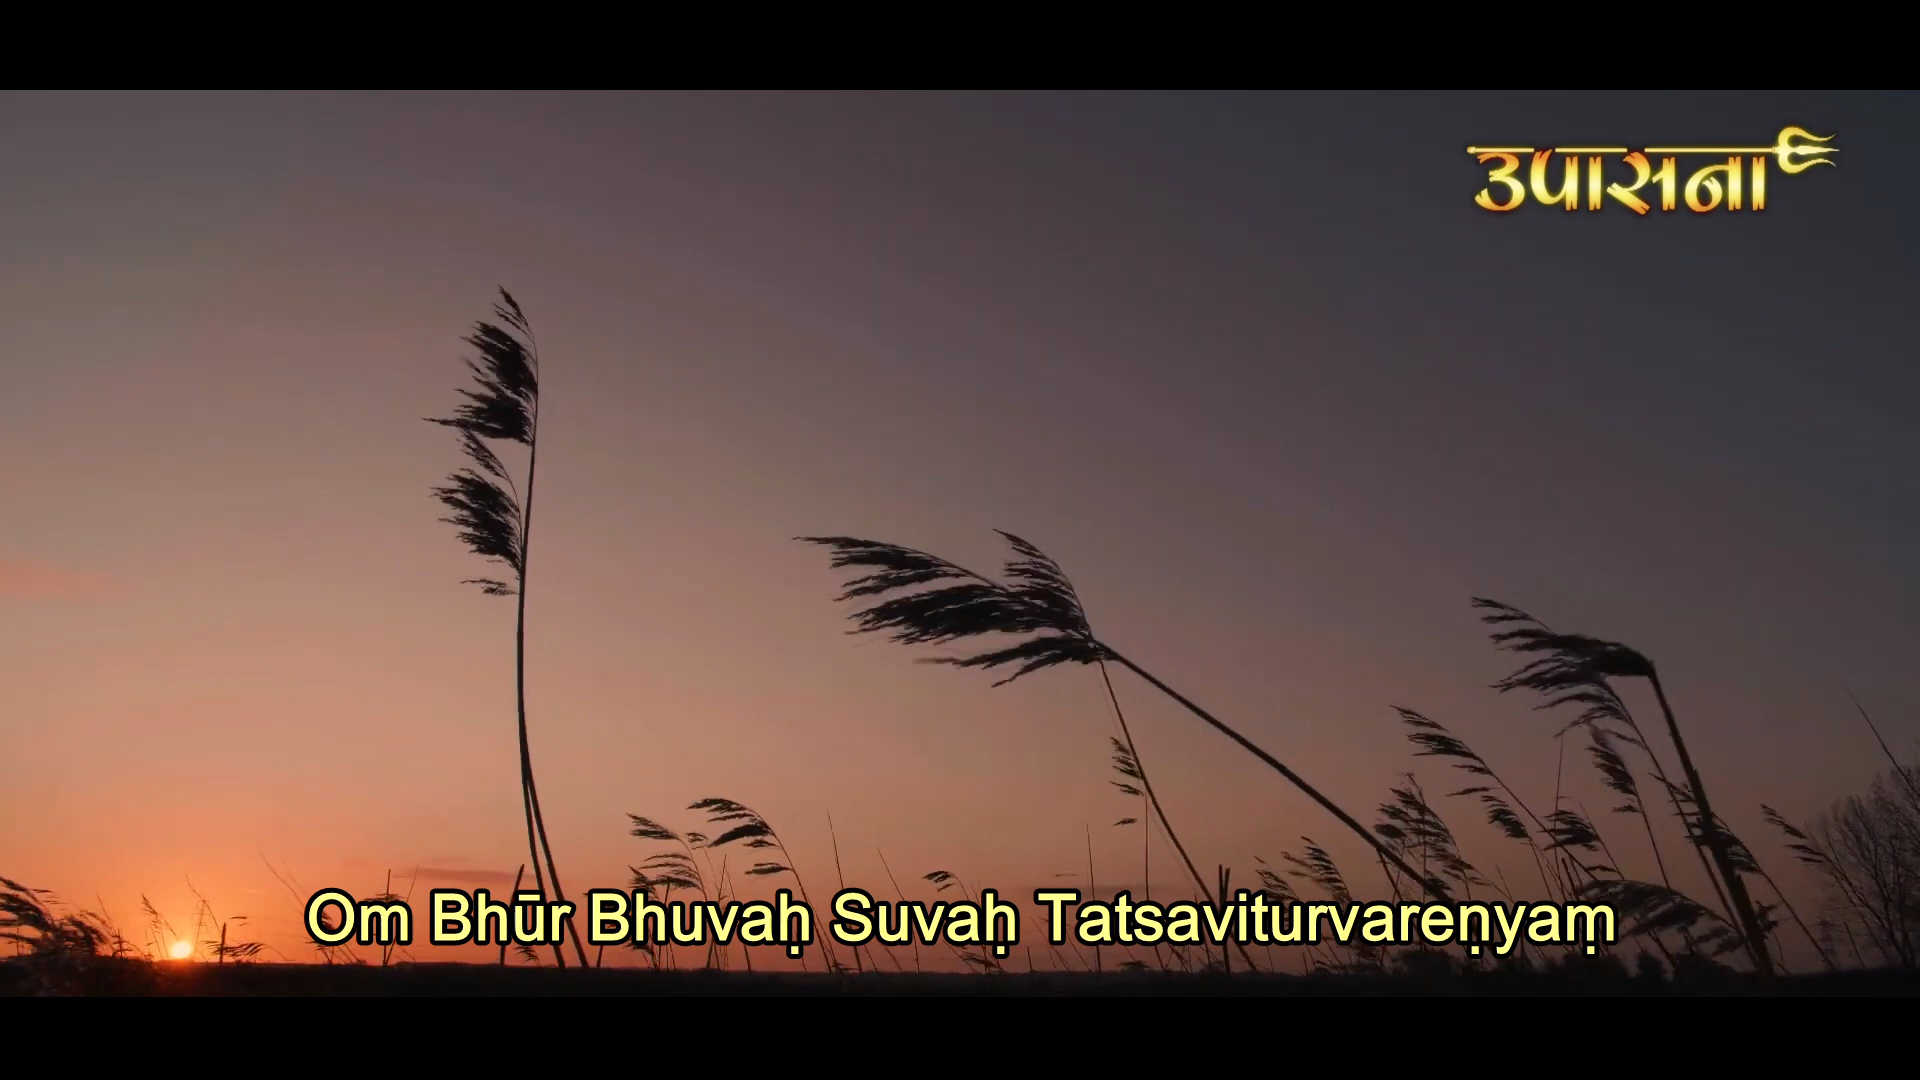 उपासना
Om Bhūr Bhuvaḥ Suvaḥ Tatsaviturvareṇyaṃ